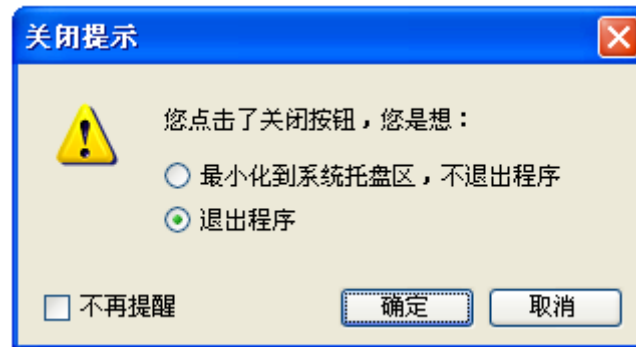 关闭提示
您点击了关闭按钮，您是想：
最小化到系统托盘区，不退出程序
退出程序
不再提醒
确定
取消